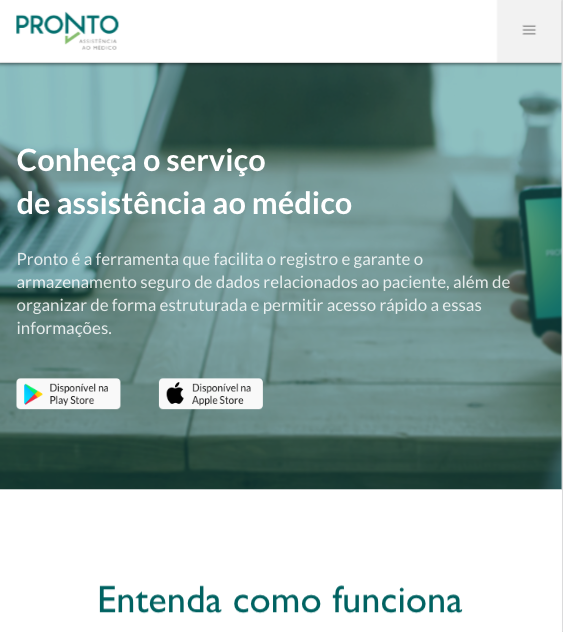 PRONTO
ASSISTÊNCIA
AO MÉDICO
Conheça o serviço
de assistência ao médico
Pronto é a ferramenta que facilita o registro e garante o
armazenamento seguro de dados relacionados ao paciente, além de
organizar de forma estruturada e permitir acesso rápido a essas
informações.
Disponível na
Play Store
Disponível na
Apple Store
Entenda como funciona